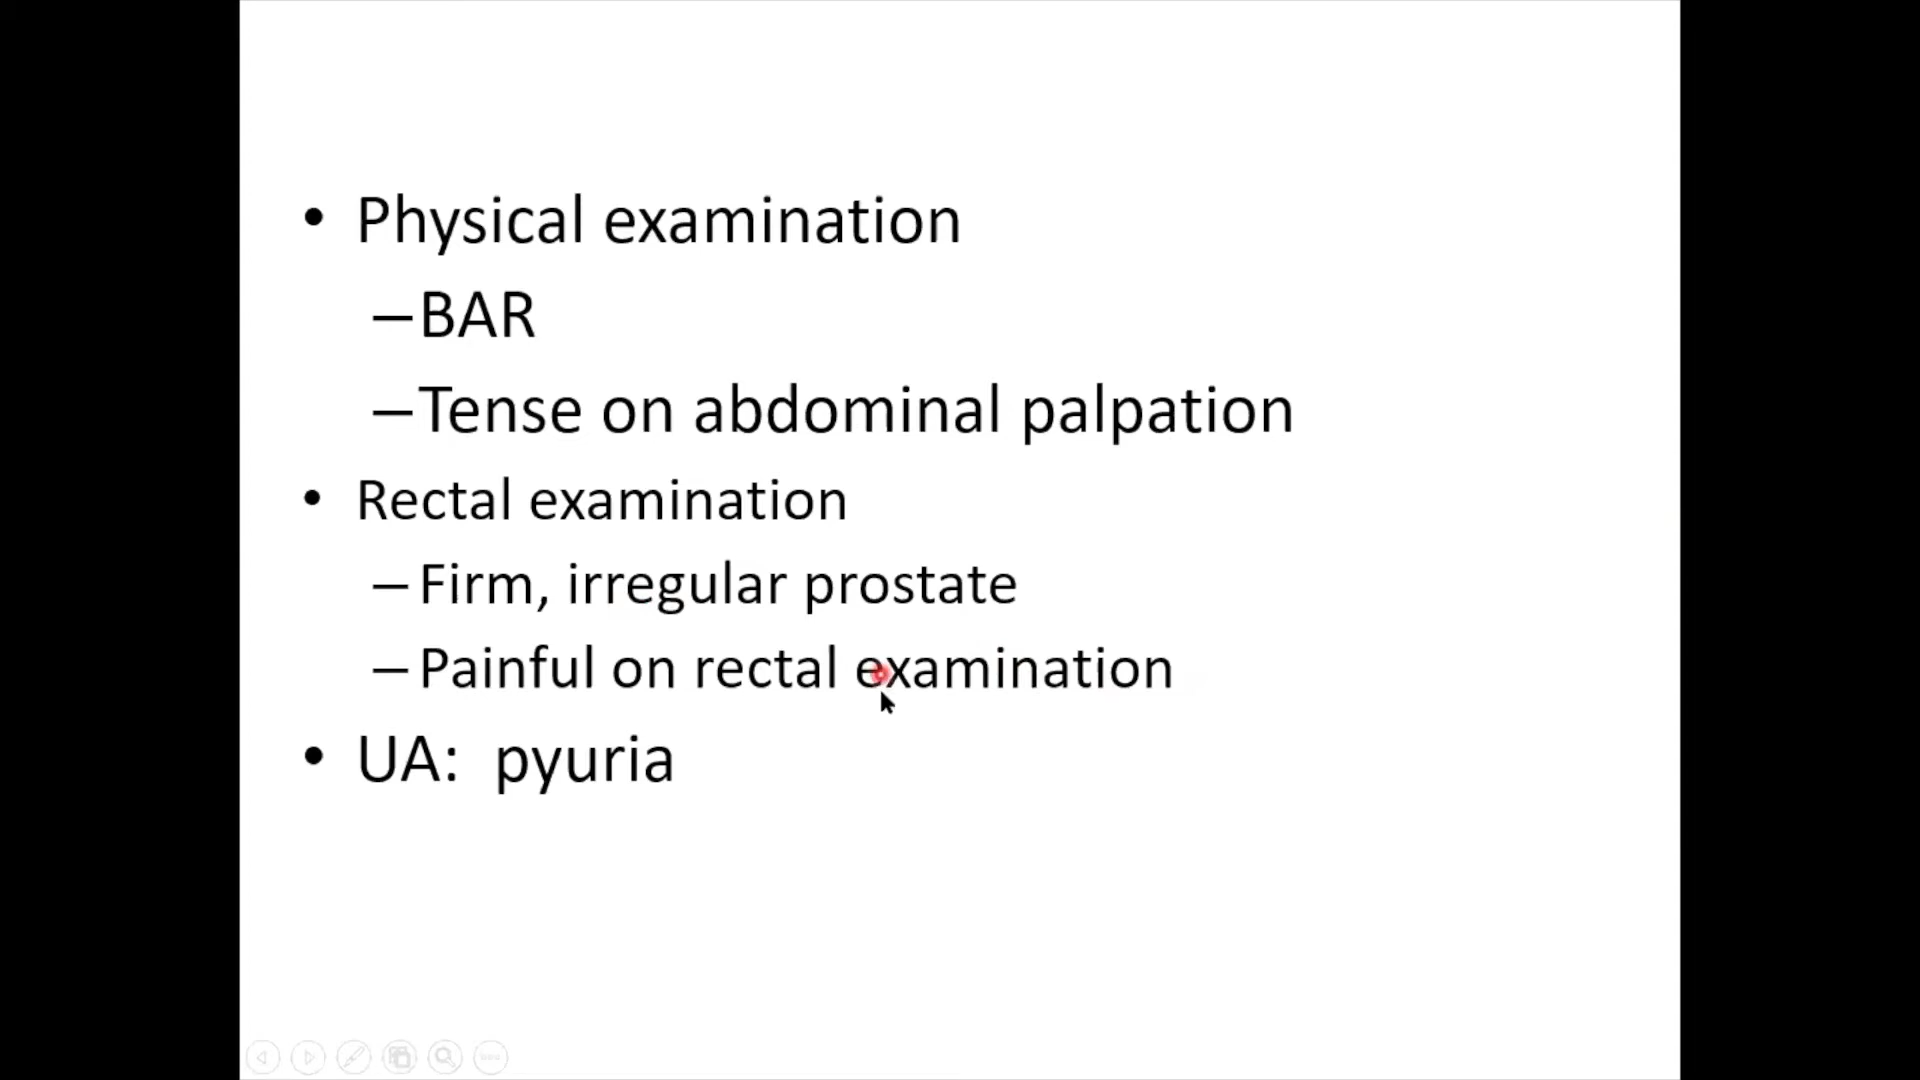 • Physical examination
–BAR
–Tense on abdominal palpation
• Rectal examination
–Firm, irregular prostate
–Painful on rectal examination
• UA:  pyuria